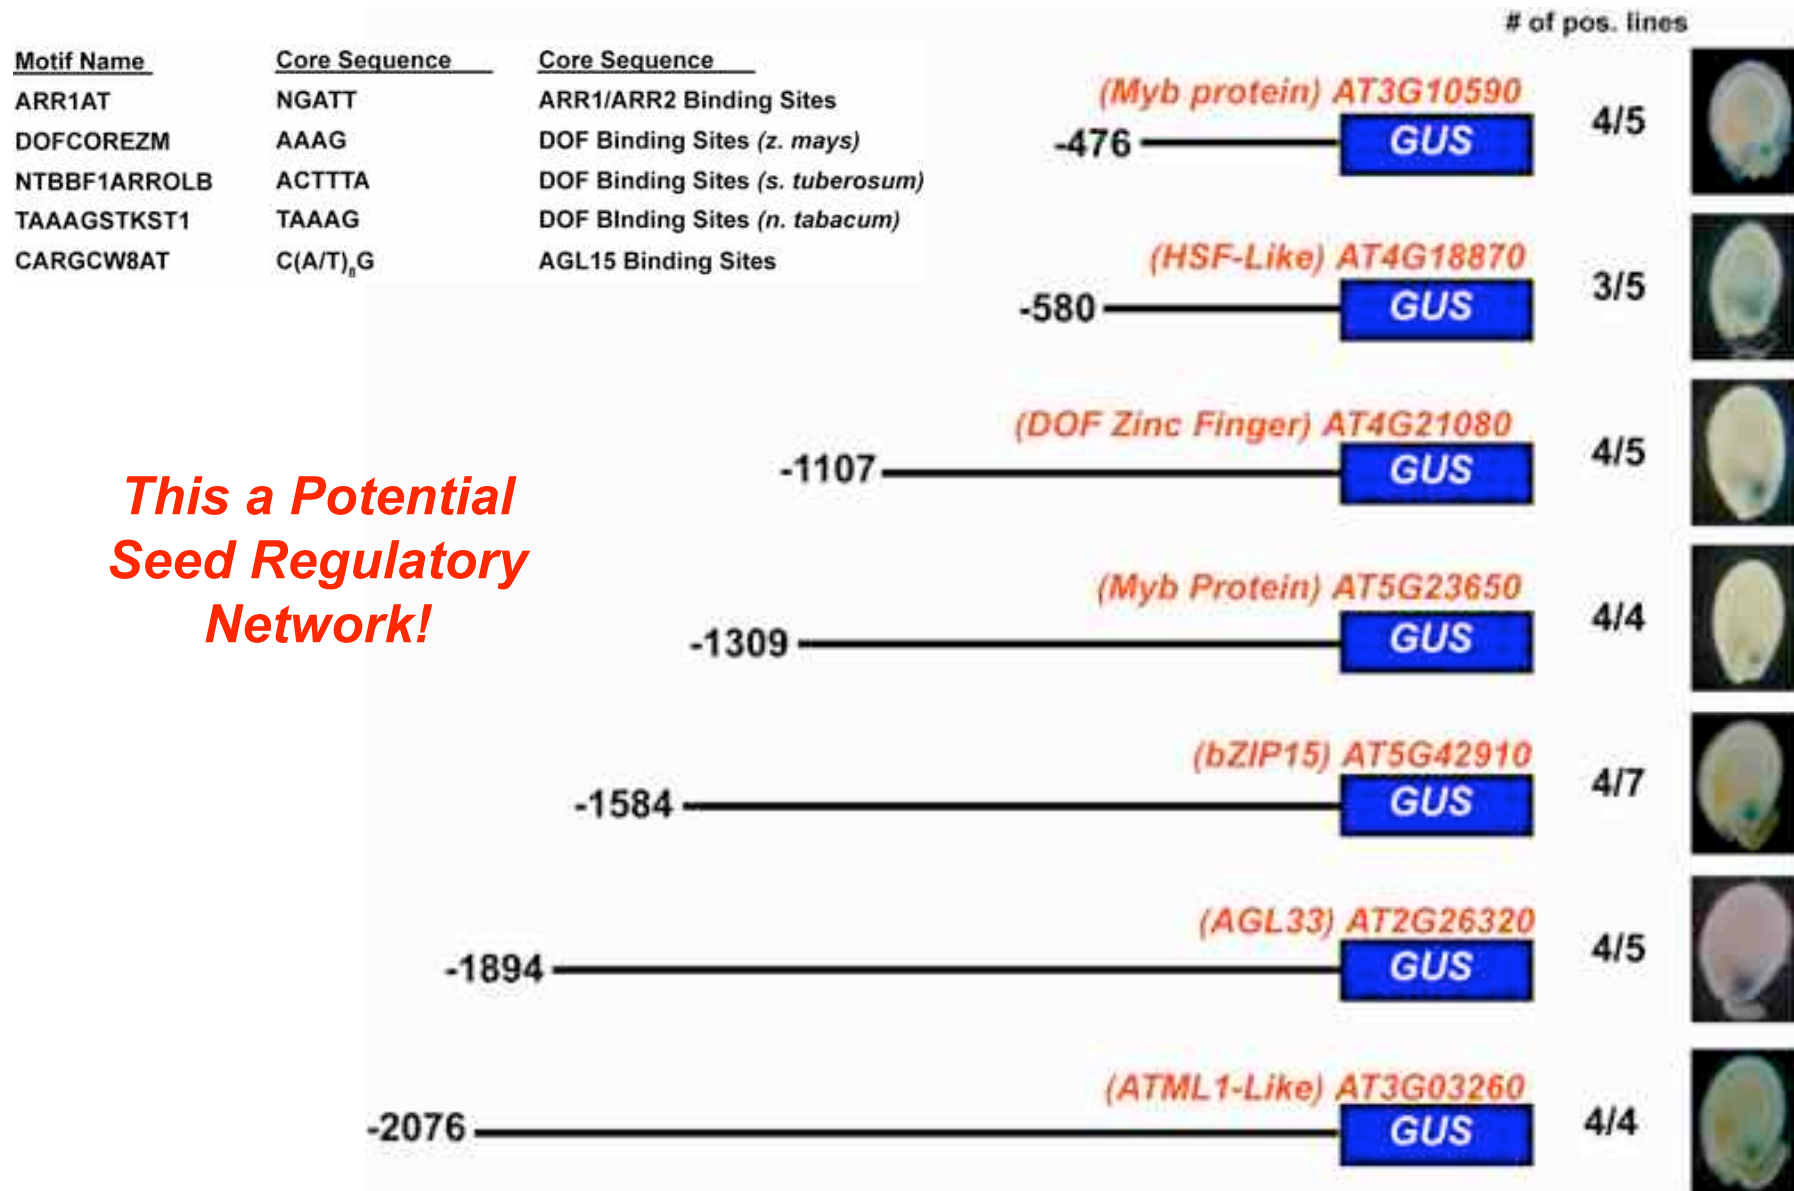 # of pos. lines
Motif Name Core Sequence Core Sequence
ARR1AT NGATT ARR1/ARR2 Binding Sites
DOFCOREZM AAAG DOF Binding Sites (z. mays)
NTBBF1ARROLB ACTTTA DOF Binding Sites (s. tuberosum)
TAAAGSTKST1 TAAAG DOF BInding Sites (n. tabacum)
CARGCW8AT C(A/T)₈G AGL15 Binding Sites
(Myb protein) AT3G10590
-476 GUS 4/5
(HSF-Like) AT4G18870
-580 GUS 3/5
(DOF Zinc Finger) AT4G21080
-1107 GUS 4/5
This a Potential
Seed Regulatory
Network!
(Myb Protein) AT5G23650
-1309 GUS 4/4
(bZIP15) AT5G42910
-1584 GUS 4/7
(AGL33) AT2G26320
-1894 GUS 4/5
(ATML1-Like) AT3G03260
-2076 GUS 4/4